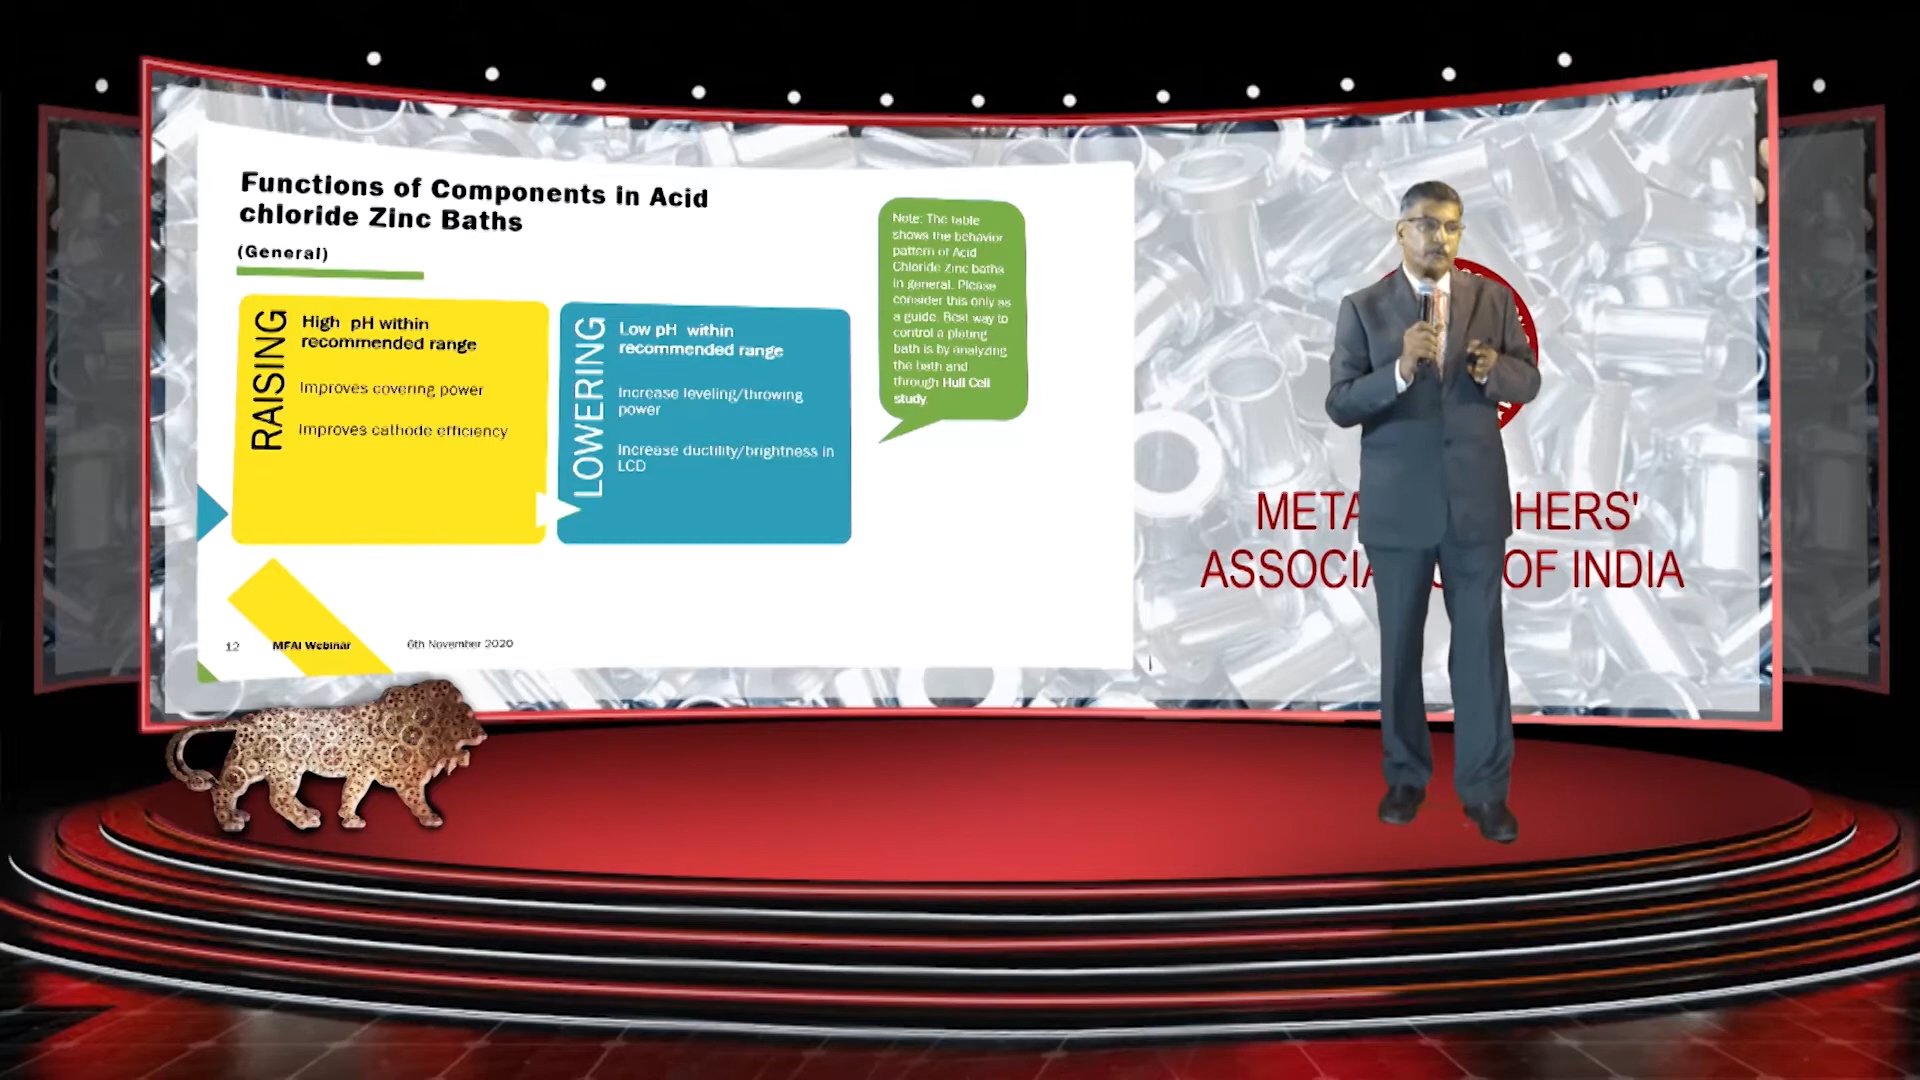 Functions of Components in Acid
chloride Zinc Baths
(General)
RAISING
High pH within
recommended range
Improves covering power
Improves cathode efficiency
LOWERING
Low pH within
recommended range
Increase leveling/throwing
power
Increase ductility/brightness in
LCD
Note: The table
shows the behavior
pattern of Acid
Chloride zinc baths
in general. Please
consider this only as
a guide. Best way to
control a plating
bath is by analyzing
the bath and
through Hull Cell
study.
12
MFAI Webinar
6th November 2020
META HERS'
ASSOCIA OF INDIA